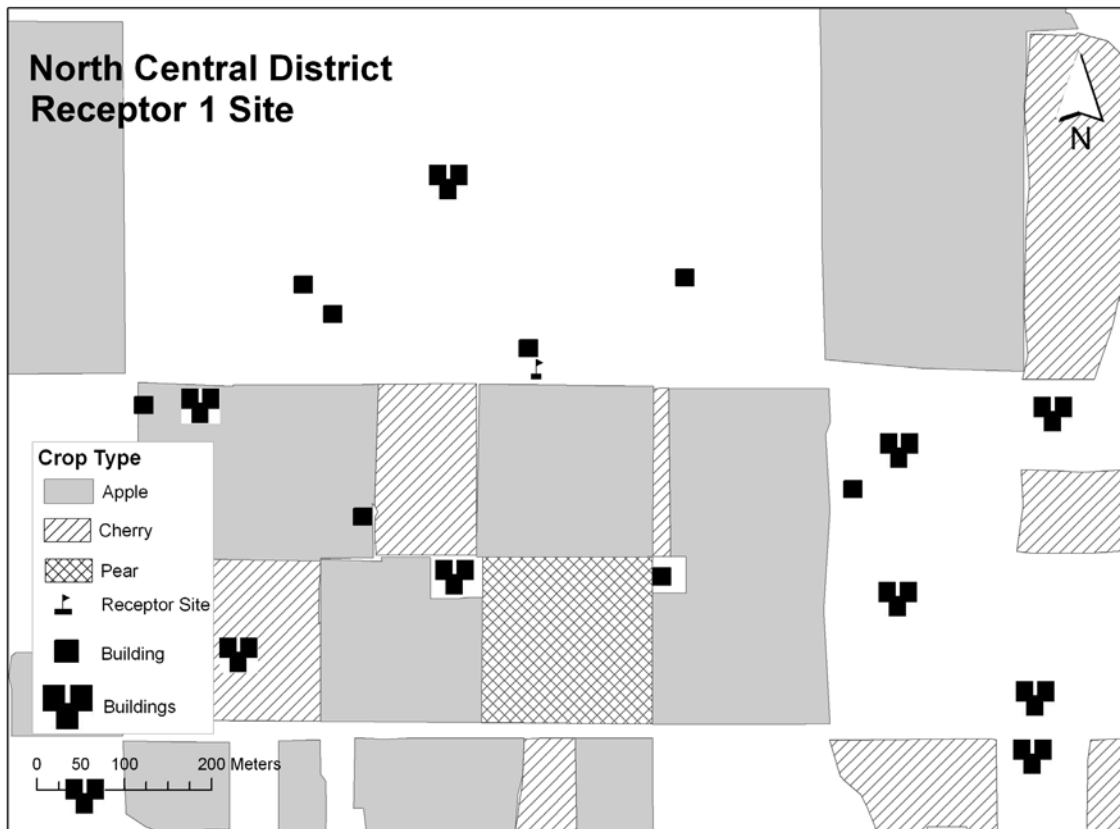 North Central District
Receptor 1 Site
N
Crop Type
Apple
Cherry
Pear
Receptor Site
Building
Buildings
0 50 100 200 Meters